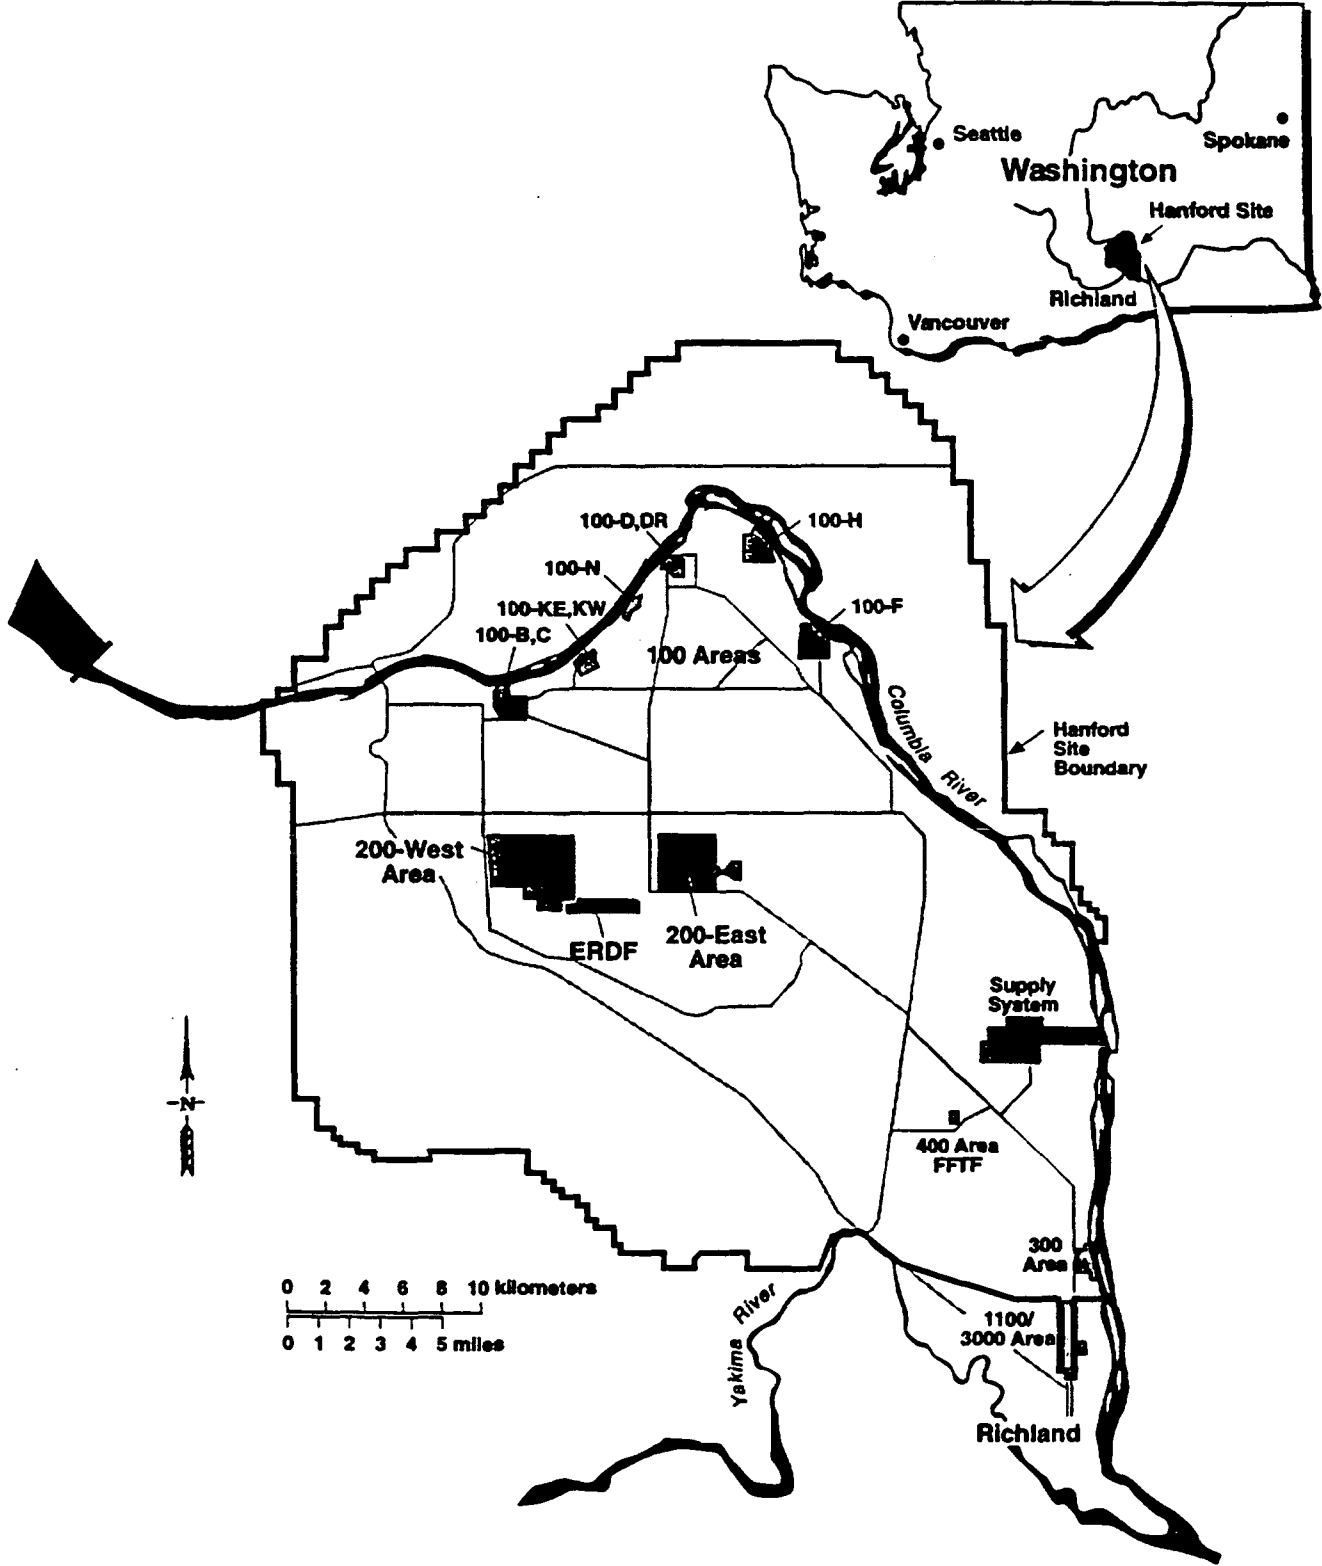 Seattle
Spokane
Washington
Hanford Site
Richland
Vancouver
100-D,DR
100-H
100-N
100-KE,KW
100-F
100-B,C
100 Areas
Columbia River
Hanford
Site
Boundary
200-West
Area
ERDF
200-East
Area
Supply
System
N
400 Area
FFTF
300
Area
0 2 4 6 8 10 kilometers
0 1 2 3 4 5 miles
Yakima River
1100/
3000 Area
Richland